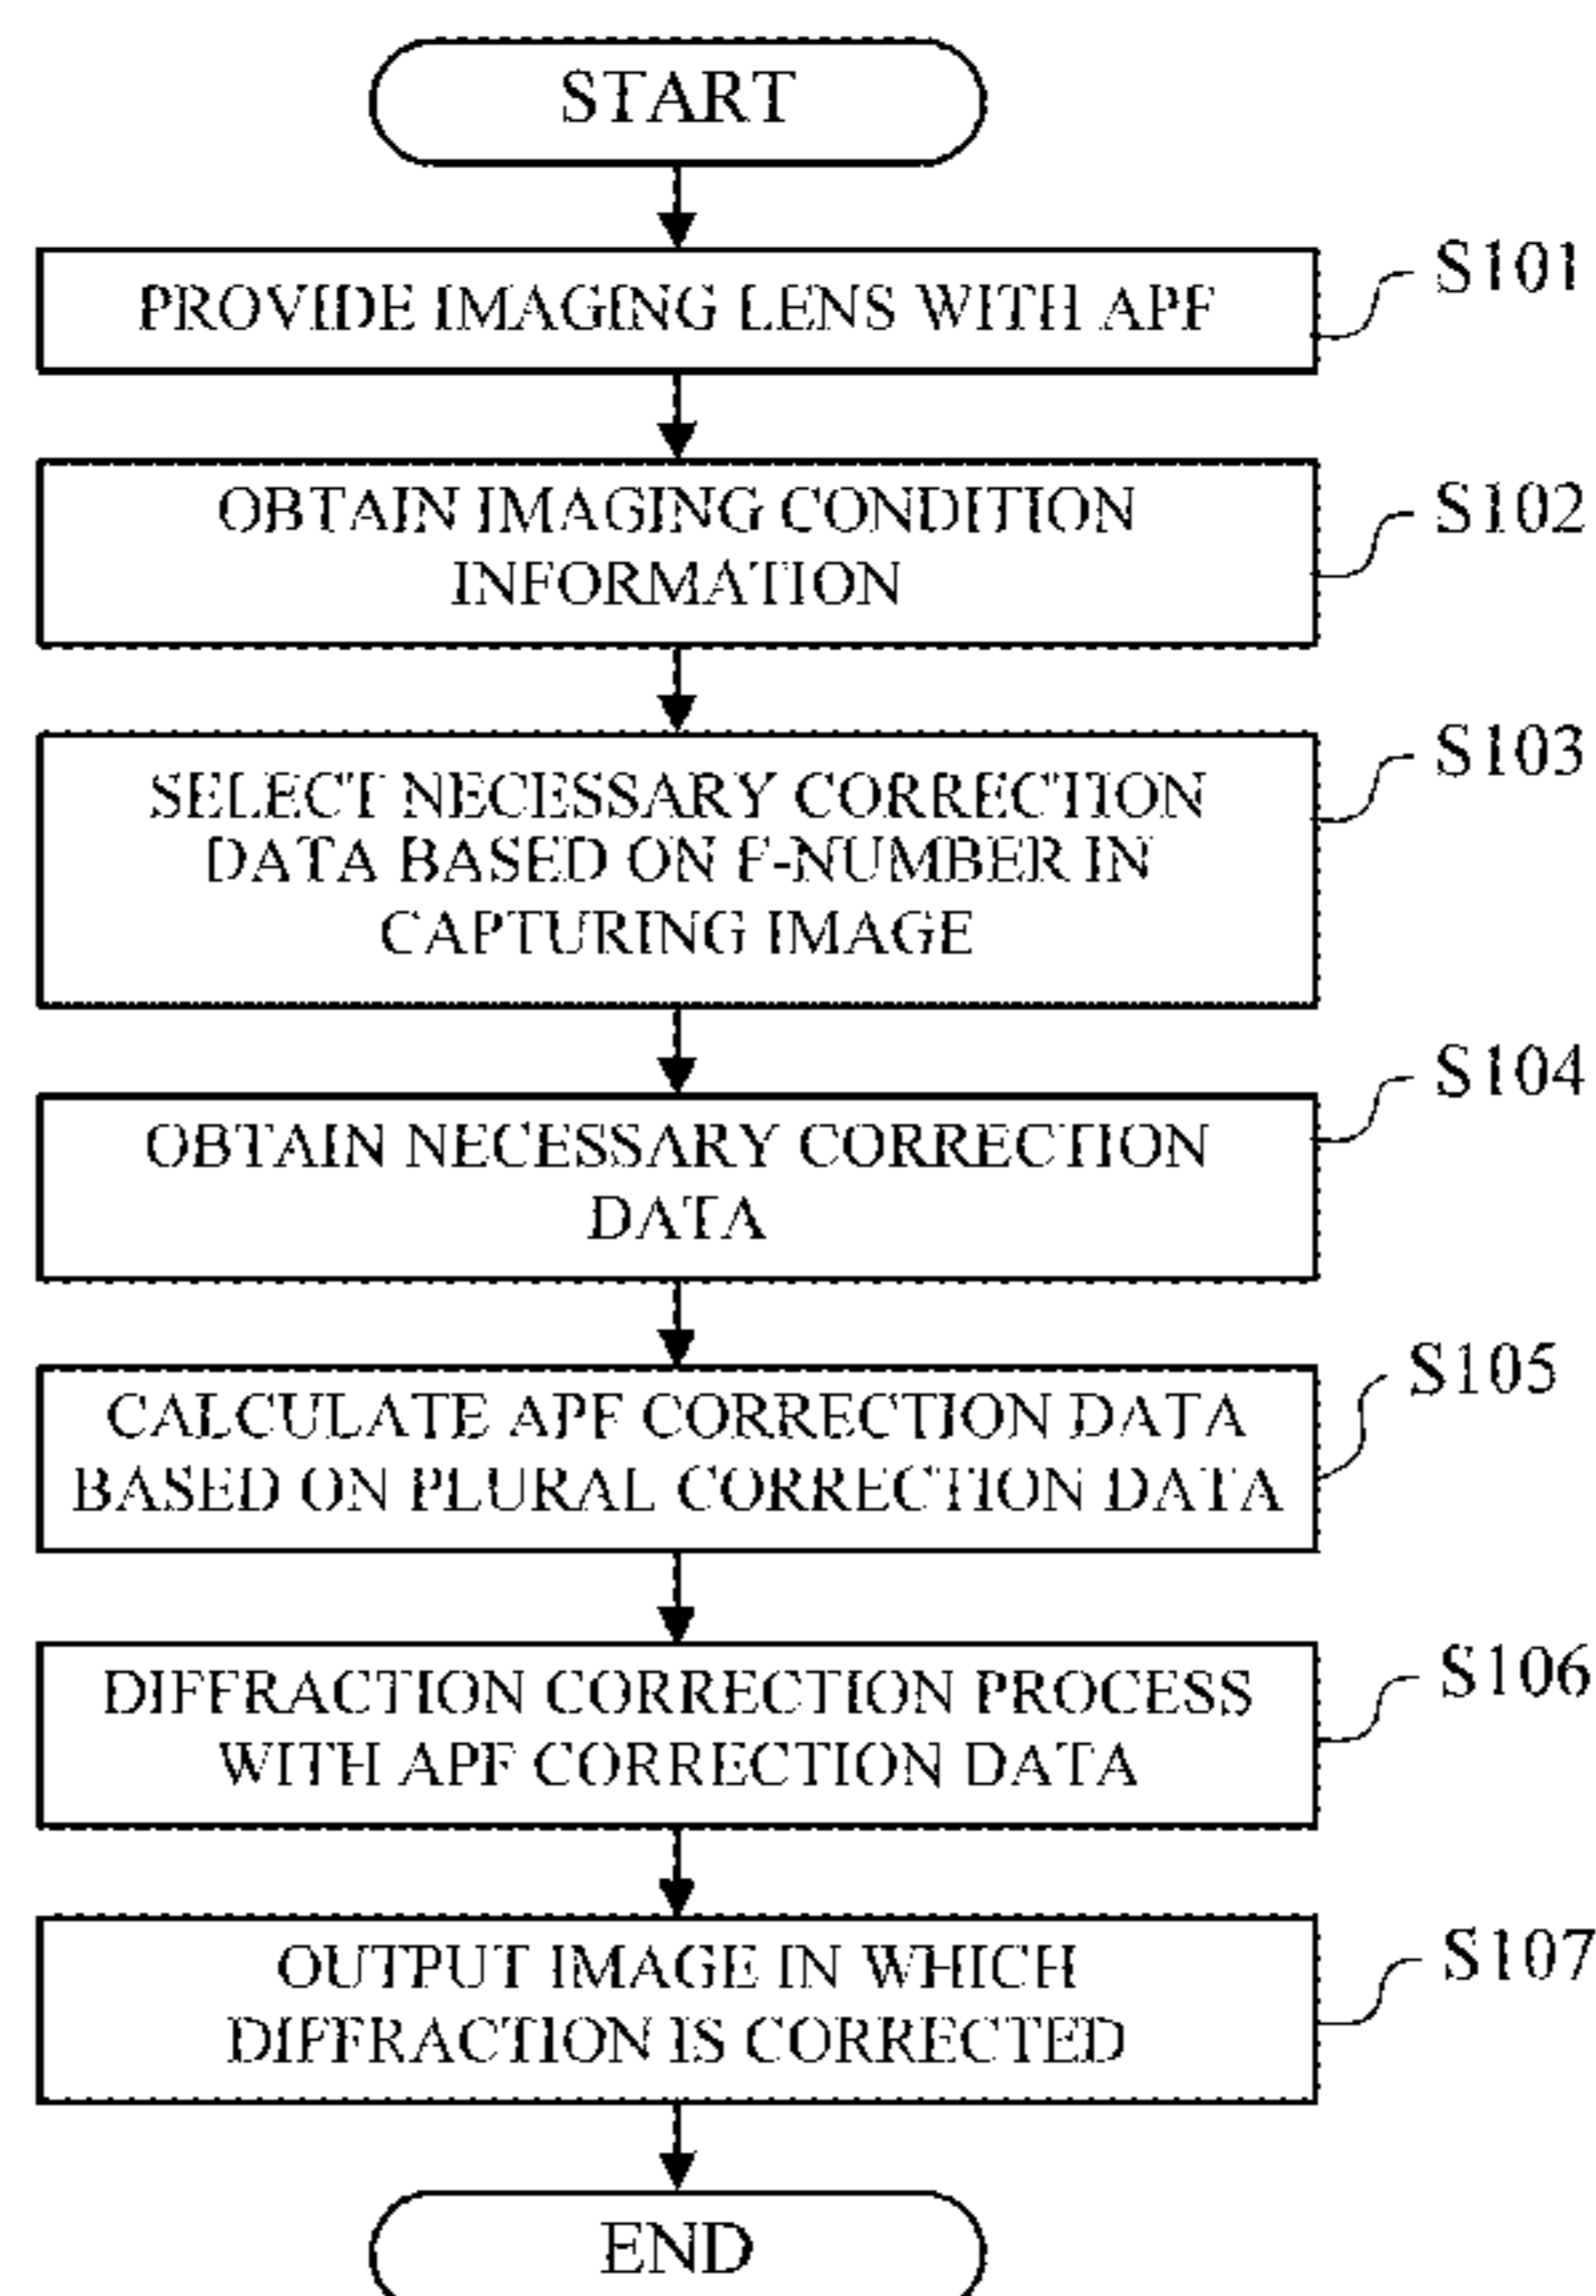 START
PROVIDE IMAGING LENS WITH APF
S101
OBTAIN IMAGING CONDITION
INFORMATION
S102
SELECT NECESSARY CORRECTION
DATA BASED ON F-NUMBER IN
CAPTURING IMAGE
S103
OBTAIN NECESSARY CORRECTION
DATA
S104
CALCULATE APF CORRECTION DATA
BASED ON PLURAL CORRECTION DATA
S105
DIFFRACTION CORRECTION PROCESS
WITH APF CORRECTION DATA
S106
OUTPUT IMAGE IN WHICH
DIFFRACTION IS CORRECTED
S107
END